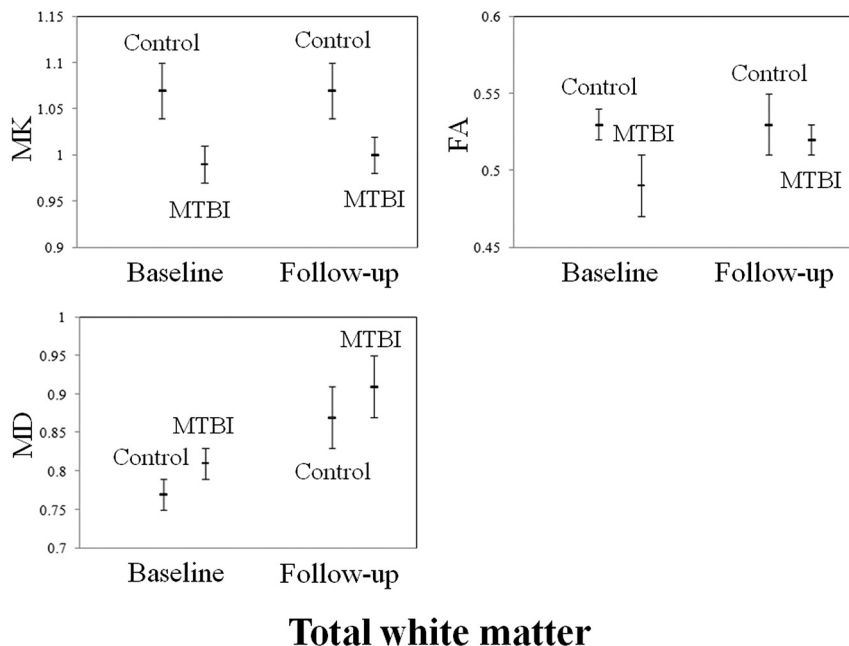 1.15
1.1
1.05
1
0.95
0.9
MK
Control
MTBI
Control
MTBI
Baseline
Follow-up
0.6
0.55
0.5
0.45
FA
Control
MTBI
Control
MTBI
Baseline
Follow-up
1
0.95
0.9
0.85
0.8
0.75
0.7
MD
Control
MTBI
Control
MTBI
Baseline
Follow-up
Total white matter